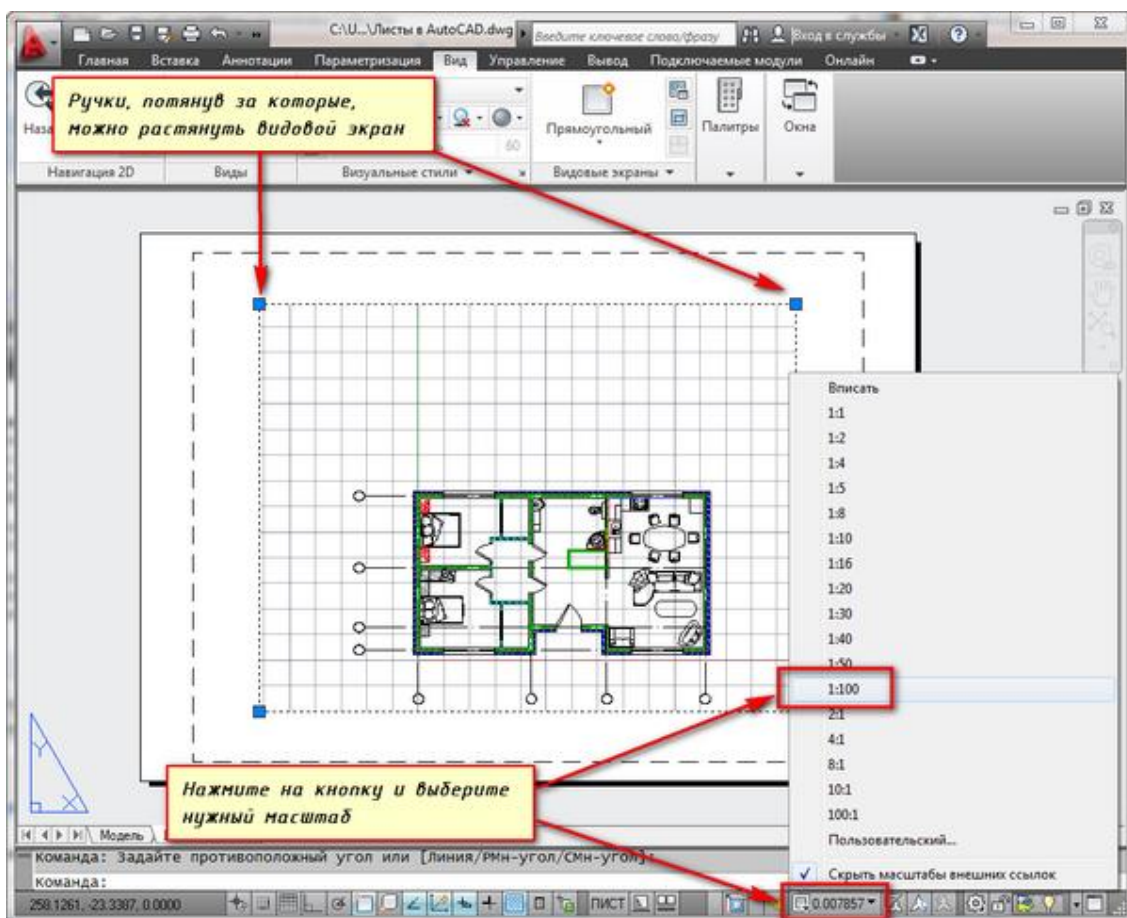 C:\U...\Листы в AutoCAD.dwg
Введите ключевое слово/фразу
Вход в службы
Главная Вставка Аннотации Параметризация Вид Управление Вывод Подключаемые модули Онлайн
Ручки, потянув за которые,
можно растянуть видовой экран
Наза
60
Прямоугольный
Палитры
Окна
Навигация 2D
Виды
Визуальные стили
Видовые экраны
Вписать
1:1
1:2
1:4
1:5
1:8
1:10
1:16
1:20
1:30
1:40
1:50
1:100
2:1
4:1
8:1
10:1
100:1
Пользовательский...
Скрыть масштабы внешних ссылок
Y
X
Нажмите на кнопку и выберите
нужный масштаб
Модель
Команда: Задайте противоположный угол или [Линия/РМн-угол/СМн-угол]:
Команда:
258.1261, -23.3387, 0.0000
ЛИСТ
0.007857